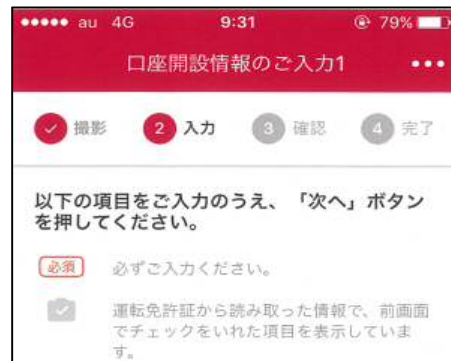 au 4G 9:31 79%
口座開設情報のご入力1
撮影 2 入力 3 確認 4 完了
以下の項目をご入力のうえ、「次へ」ボタン
を押してください。
必須 必ずご入力ください。
運転免許証から読み取った情報で、前画面
でチェックをいれた項目を表示していま
す。